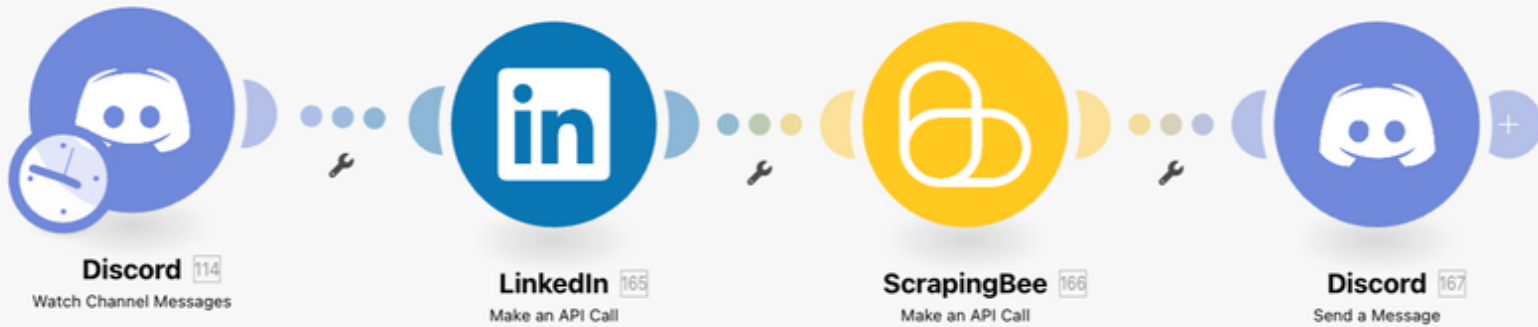 in
+
Discord 114
Watch Channel Messages
LinkedIn 165
Make an API Call
ScrapingBee 166
Make an API Call
Discord 167
Send a Message